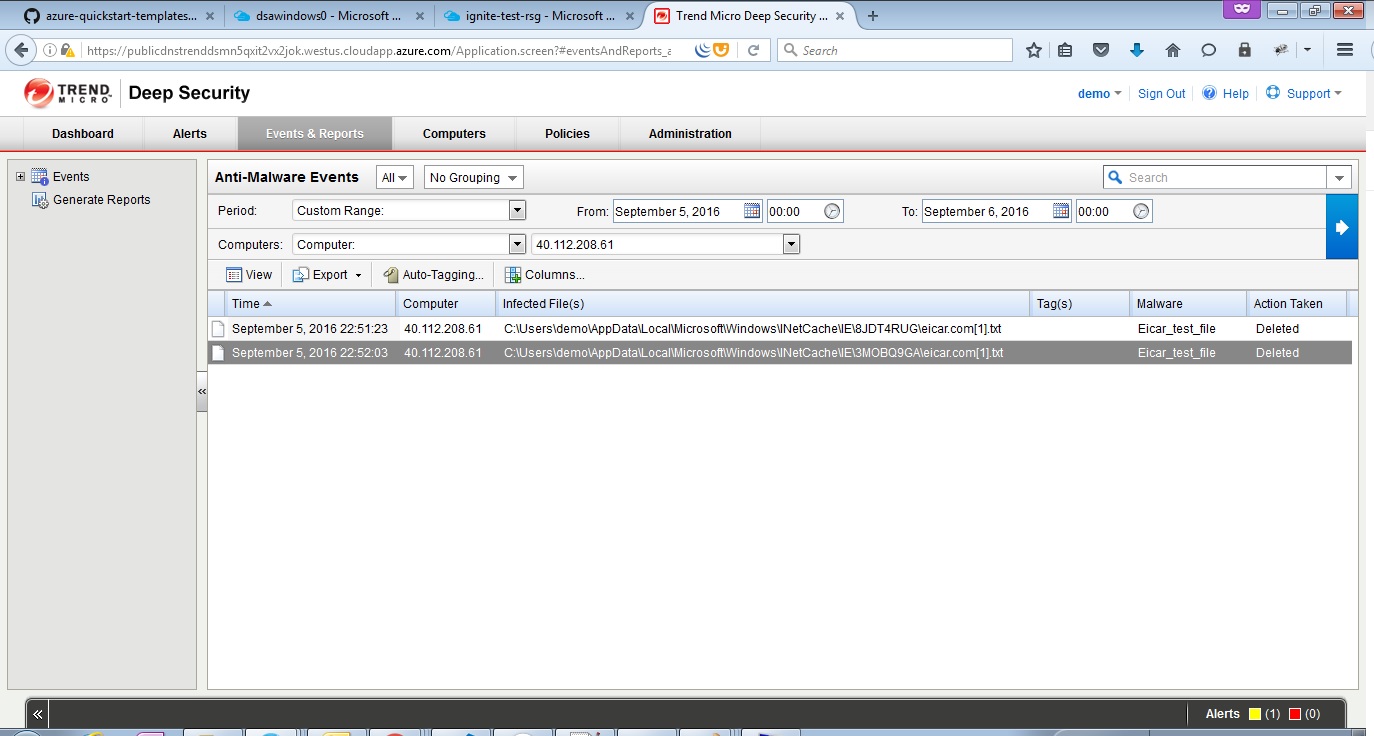 azure-quickstart-templates... dsawindows0 - Microsoft ... ignite-test-rsg - Microsoft ... Trend Micro Deep Security ...
https://publicdnstrenddsmn5qxit2vx2jok.westus.cloudapp.azure.com/Application.screen?#eventsAndReports_a Search
TREND MICRO Deep Security demo Sign Out Help Support
Dashboard Alerts Events & Reports Computers Policies Administration
Events
Generate Reports
Anti-Malware Events All No Grouping Search
Period: Custom Range: From: September 5, 2016 00:00 To: September 6, 2016 00:00
Computers: Computer: 40.112.208.61
View Export Auto-Tagging... Columns...
Time Computer Infected File(s) Tag(s) Malware Action Taken
September 5, 2016 22:51:23 40.112.208.61 C:\Users\demo\AppData\Local\Microsoft\Windows\INetCache\IE\8JDT4RUG\eicar.com[1].txt Eicar_test_file Deleted
September 5, 2016 22:52:03 40.112.208.61 C:\Users\demo\AppData\Local\Microsoft\Windows\INetCache\IE\3MOBQ9GA\eicar.com[1].txt Eicar_test_file Deleted
Alerts (1) (0)